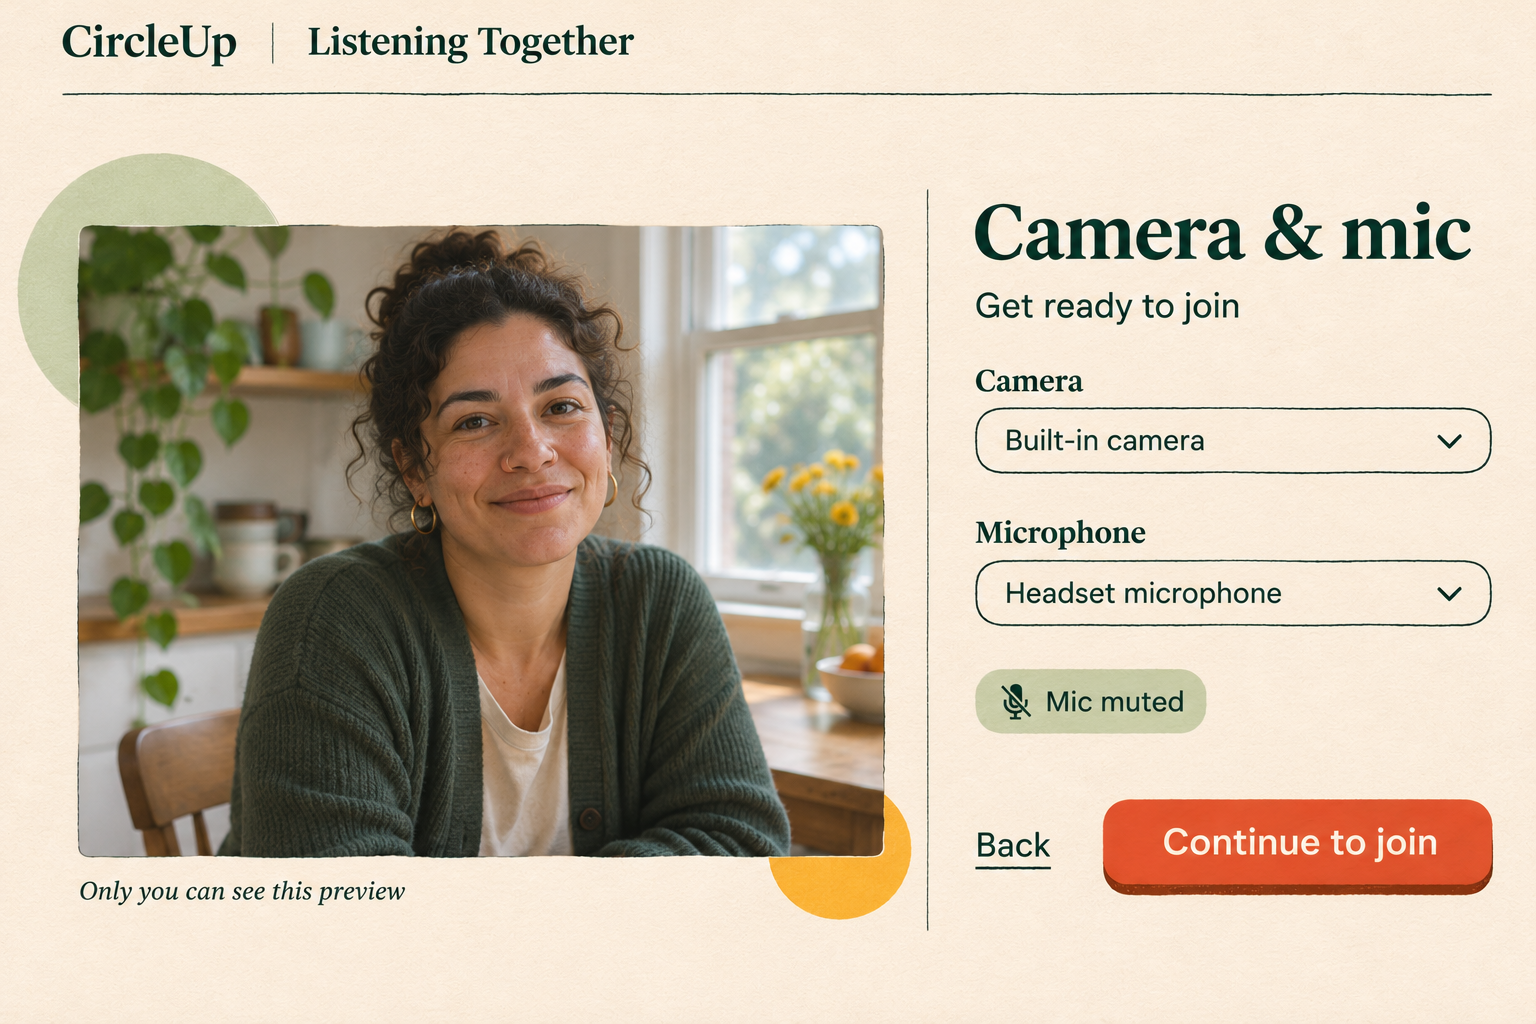 CircleUp
Listening Together
Camera & mic
Get ready to join
Camera
Built-in camera
Microphone
Headset microphone
Mic muted
Back
Continue to join
Only you can see this preview